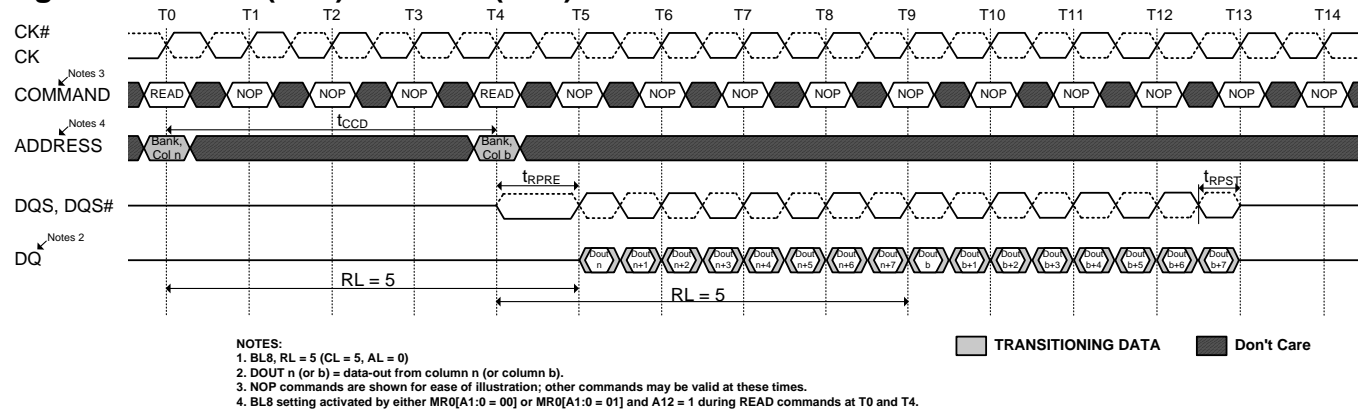 T0 T1 T2 T3 T4 T5 T6 T7 T8 T9 T10 T11 T12 T13 T14
CK#
CK
Notes 3
COMMAND READ NOP NOP NOP READ NOP NOP NOP NOP NOP NOP NOP NOP NOP NOP
Notes 4
tCCD
ADDRESS Bank, Col n Bank, Col b
tRPRE tRPST
DQS, DQS#
Notes 2
DQ Dout n Dout n+1 Dout n+2 Dout n+3 Dout n+4 Dout n+5 Dout n+6 Dout n+7 Dout b Dout b+1 Dout b+2 Dout b+3 Dout b+4 Dout b+5 Dout b+6 Dout b+7
RL = 5 RL = 5
NOTES:
1. BL8, RL = 5 (CL = 5, AL = 0)
2. DOUT n (or b) = data-out from column n (or column b).
3. NOP commands are shown for ease of illustration; other commands may be valid at these times.
4. BL8 setting activated by either MR0[A1:0 = 00] or MR0[A1:0 = 01] and A12 = 1 during READ commands at T0 and T4.
TRANSITIONING DATA Don't Care